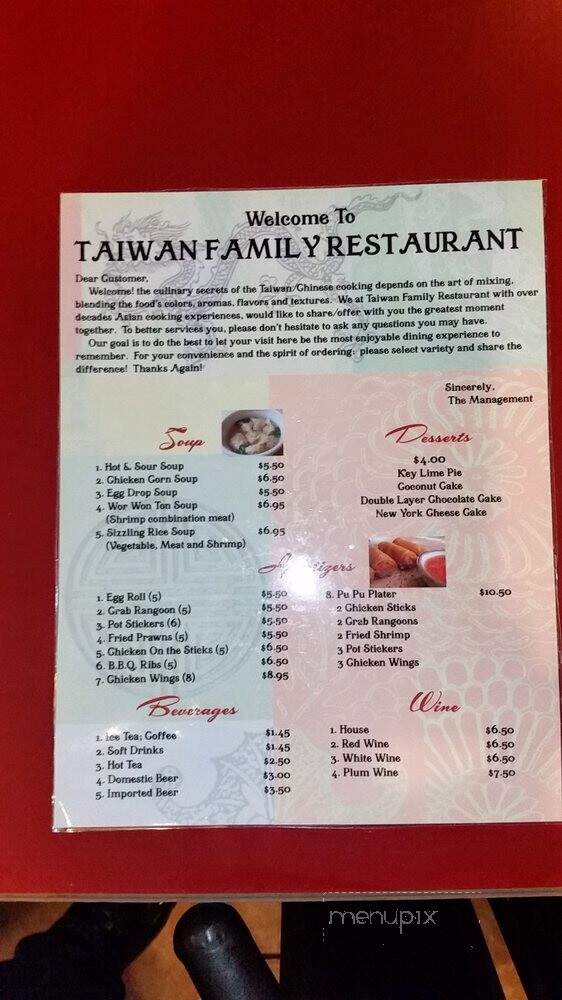 Welcome To
TAIWAN FAMILY RESTAURANT
Dear Customer,
Welcome! the culinary secrets of the Taiwan/Chinese cooking depends on the art of mixing,
blending the food's colors, aromas, flavors and textures. We at Taiwan Family Restaurant with over
decades Asian cooking experiences, would like to share/offer with you the greatest moment
together. To better services you, please don't hesitate to ask any questions you may have.
Our goal is to do the best to let your visit here be the most enjoyable dining experience to
remember. For your convenience and the spirit of ordering; please select variety and share the
difference! Thanks Again!
Sincerely,
The Management
Soup
1. Hot & Sour Soup $5.50
2. Chicken Corn Soup $6.50
3. Egg Drop Soup $5.50
4. Wor Won Ton Soup $6.95
(Shrimp combination meat)
5. Sizzling Rice Soup $6.95
(Vegetable, Meat and Shrimp)
Desserts
$4.00
Key Lime Pie
Coconut Cake
Double Layer Chocolate Cake
New York Cheese Cake
Appetizers
1. Egg Roll (5) $5.50
2. Crab Rangoon (5) $5.50
3. Pot Stickers (6) $5.50
4. Fried Prawns (5) $5.50
5. Chicken On the Sticks (5) $6.50
6. B.B.Q. Ribs (5) $6.50
7. Chicken Wings (8) $8.95
8. Pu Pu Plater $10.50
2 Chicken Sticks
2 Crab Rangoons
2 Fried Shrimp
3 Pot Stickers
3 Chicken Wings
Beverages
1. Ice Tea; Coffee $1.45
2. Soft Drinks $1.45
3. Hot Tea $2.50
4. Domestic Beer $3.00
5. Imported Beer $3.50
Wine
1. House $6.50
2. Red Wine $6.50
3. White Wine $6.50
4. Plum Wine $7.50
menupix